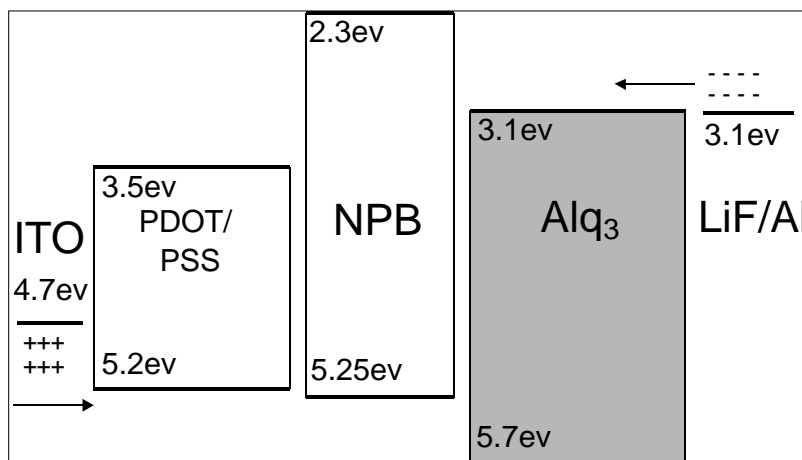 2.3ev
- - - -
- - - -
3.1ev
3.1ev
3.5ev
PDOT/
PSS
NPB
Alq₃
LiF/Al
ITO
4.7ev
+++
+++
5.2ev
5.25ev
5.7ev